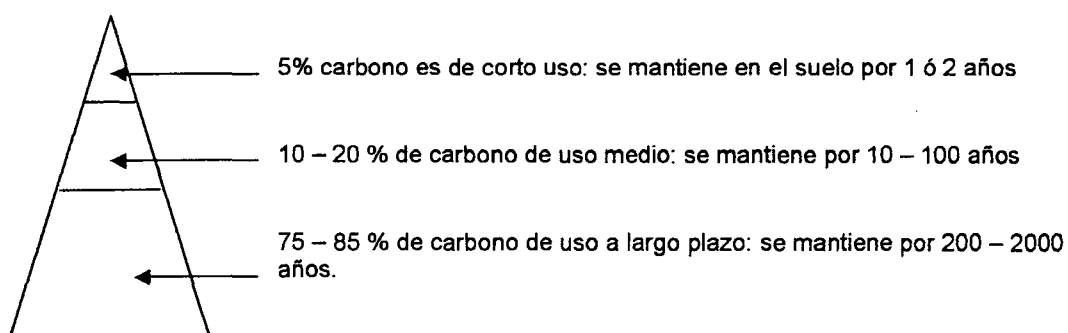 5% carbono es de corto uso: se mantiene en el suelo por 1 ó 2 años
10 – 20 % de carbono de uso medio: se mantiene por 10 – 100 años
75 – 85 % de carbono de uso a largo plazo: se mantiene por 200 – 2000
años.